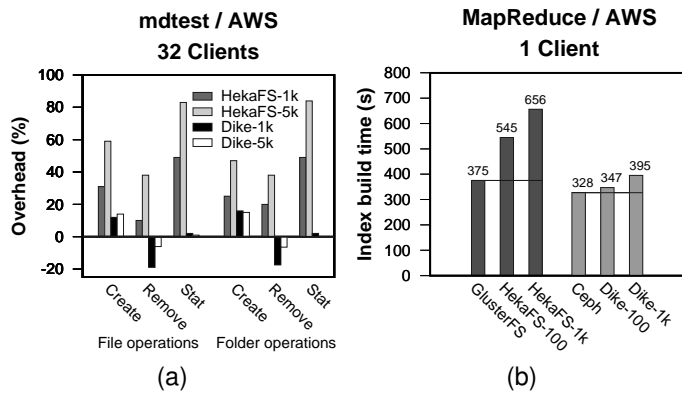 mdtest / AWS
32 Clients
Overhead (%)
100
80
60
40
20
0
-20
HekaFS-1k
HekaFS-5k
Dike-1k
Dike-5k
Create
Remove
Stat
Create
Remove
Stat
File operations
Folder operations
(a)
MapReduce / AWS
1 Client
Index build time (s)
800
700
600
500
400
300
200
100
0
375
545
656
328
347
395
GlusterFS
HekaFS-100
HekaFS-1k
Ceph
Dike-100
Dike-1k
(b)